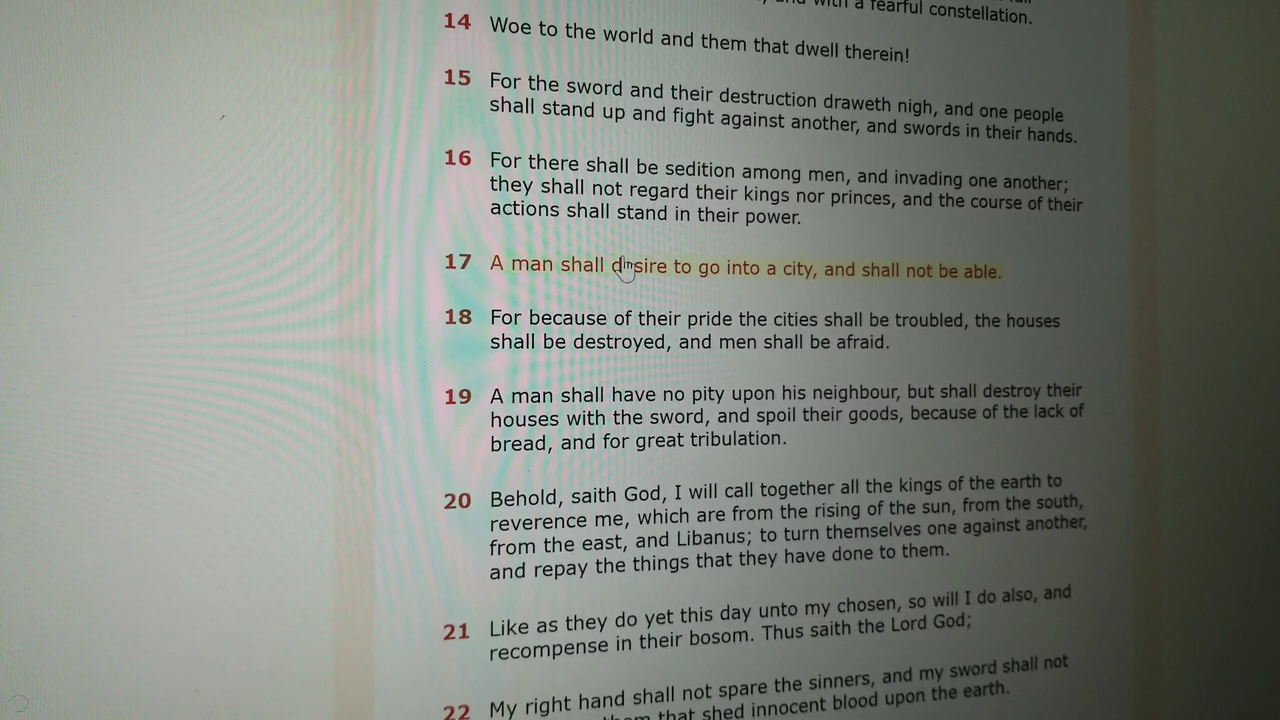 and with a fearful constellation.
14 Woe to the world and them that dwell therein!
15 For the sword and their destruction draweth nigh, and one people
shall stand up and fight against another, and swords in their hands.
16 For there shall be sedition among men, and invading one another;
they shall not regard their kings nor princes, and the course of their
actions shall stand in their power.
17 A man shall desire to go into a city, and shall not be able.
18 For because of their pride the cities shall be troubled, the houses
shall be destroyed, and men shall be afraid.
19 A man shall have no pity upon his neighbour, but shall destroy their
houses with the sword, and spoil their goods, because of the lack of
bread, and for great tribulation.
20 Behold, saith God, I will call together all the kings of the earth to
reverence me, which are from the rising of the sun, from the south,
from the east, and Libanus; to turn themselves one against another,
and repay the things that they have done to them.
21 Like as they do yet this day unto my chosen, so will I do also, and
recompense in their bosom. Thus saith the Lord God;
22 My right hand shall not spare the sinners, and my sword shall not
them that shed innocent blood upon the earth.